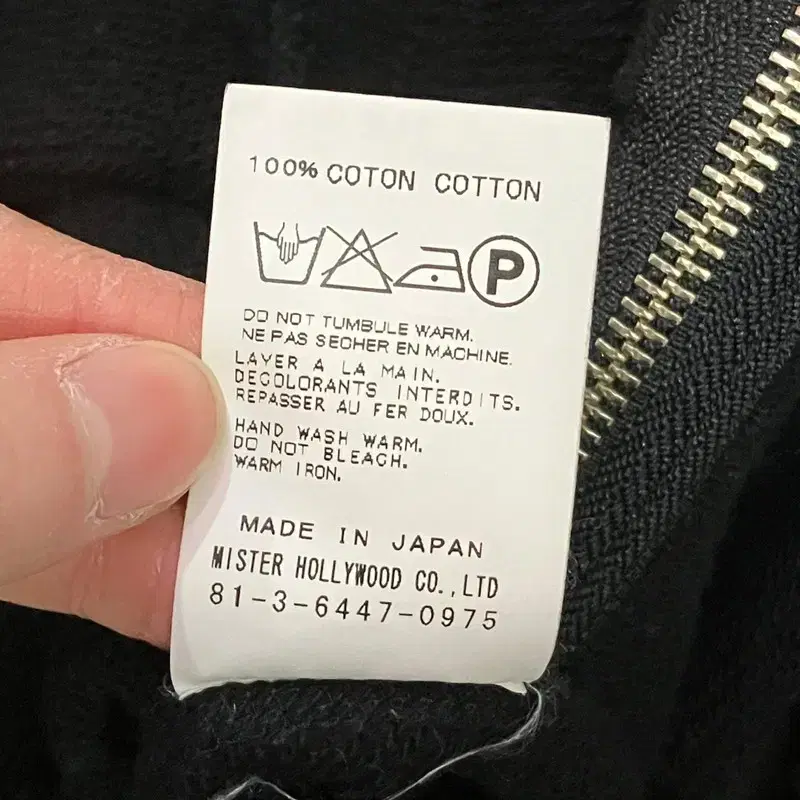 100% COTON COTTON
P
DO NOT TUMBULE WARM.
NE PAS SECHER EN MACHINE.
LAYER A LA MAIN.
DECOLORANTS INTERDITS.
REPASSER AU FER DOUX.
HAND WASH WARM.
DO NOT BLEACH.
WARM IRON.
MADE IN JAPAN
MISTER HOLLYWOOD CO.,LTD
81-3-6447-0975